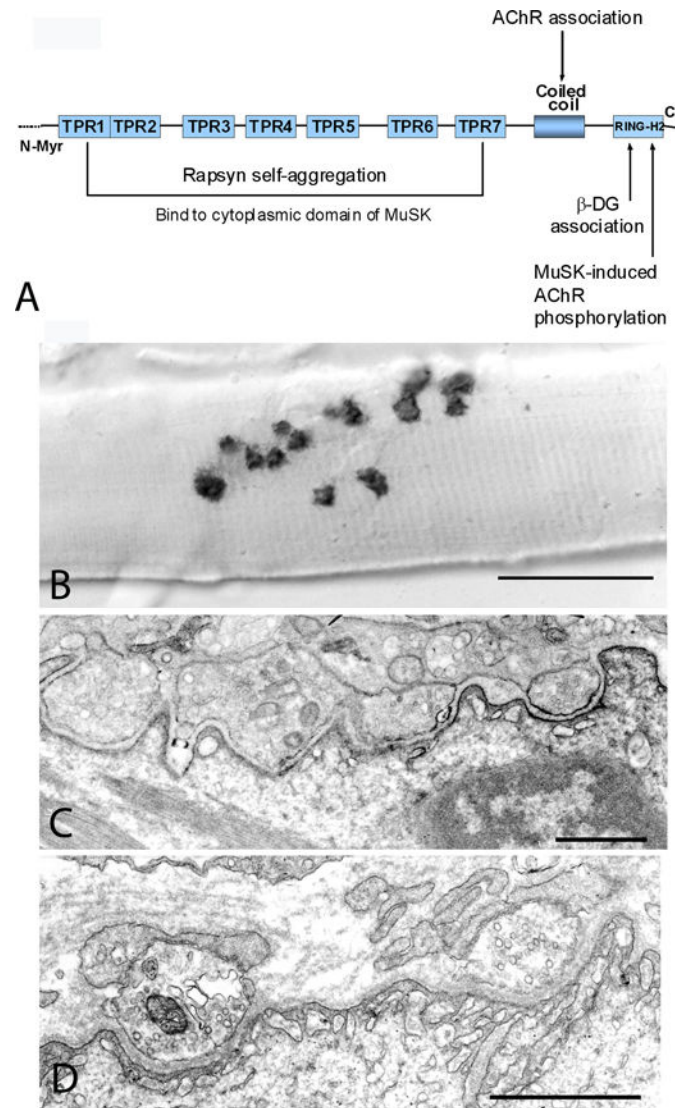 AChR association
Coiled
coil
C
TPR1 TPR2 TPR3 TPR4 TPR5 TPR6 TPR7 RING-H2
N-Myr
Rapsyn self-aggregation
Bind to cytoplasmic domain of MuSK
β-DG
association
MuSK-induced
AChR
phosphorylation
A
B
C
D